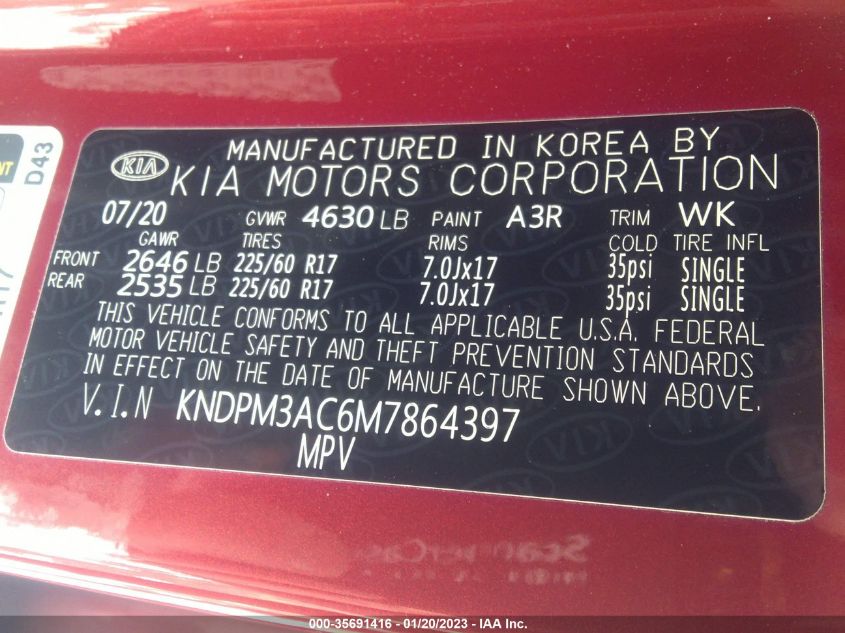 MANUFACTURED IN KOREA BY
KIA KIA MOTORS CORPORATION
07/20 GVWR 4630 LB PAINT A3R TRIM WK
GAWR TIRES RIMS COLD TIRE INFL
FRONT 2646 LB 225/60 R17 7.0Jx17 35psi SINGLE
REAR 2535 LB 225/60 R17 7.0Jx17 35psi SINGLE
THIS VEHICLE CONFORMS TO ALL APPLICABLE U.S.A. FEDERAL
MOTOR VEHICLE SAFETY AND THEFT PREVENTION STANDARDS
IN EFFECT ON THE DATE OF MANUFACTURE SHOWN ABOVE.
V.I.N KNDPM3AC6M7864397
MPV
D43
000-35691416 - 01/20/2023 - IAA Inc.